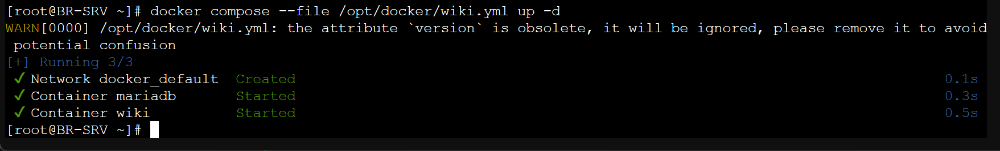 [root@BR-SRV ~]# docker compose --file /opt/docker/wiki.yml up -d
WARN[0000] /opt/docker/wiki.yml: the attribute `version` is obsolete, it will be ignored, please remove it to avoid
potential confusion
[+] Running 3/3
✔ Network docker_default Created 0.1s
✔ Container mariadb Started 0.3s
✔ Container wiki Started 0.5s
[root@BR-SRV ~]#